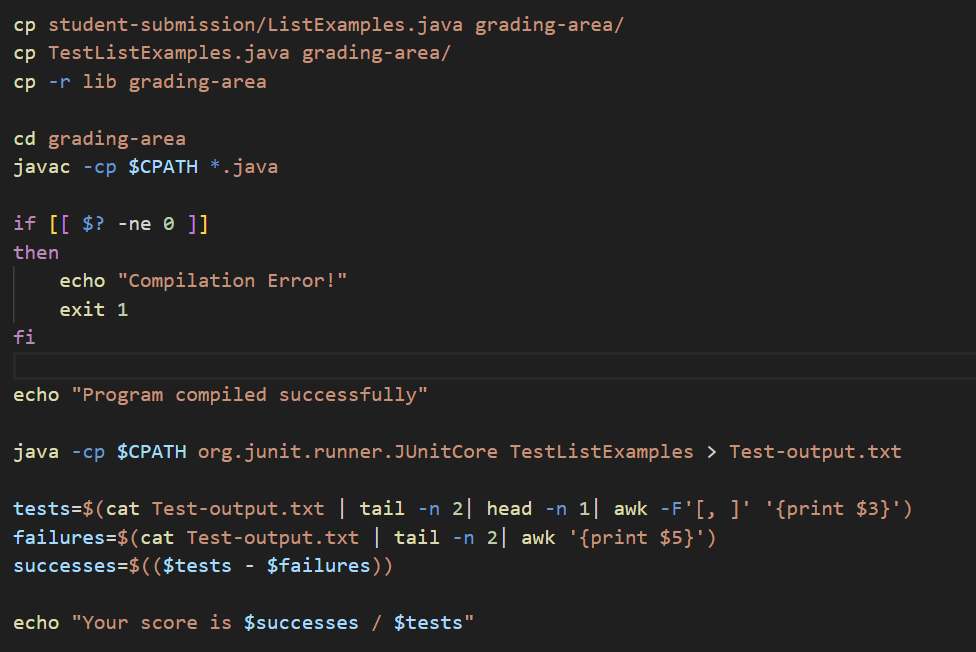 cp student-submission/ListExamples.java grading-area/
cp TestListExamples.java grading-area/
cp -r lib grading-area
cd grading-area
javac -cp $CPATH *.java
if [[ $? -ne 0 ]]
then
    echo "Compilation Error!"
    exit 1
fi
echo "Program compiled successfully"
java -cp $CPATH org.junit.runner.JUnitCore TestListExamples > Test-output.txt
tests=$(cat Test-output.txt | tail -n 2| head -n 1| awk -F'[, ]' '{print $3}')
failures=$(cat Test-output.txt | tail -n 2| awk '{print $5}')
successes=$(($tests - $failures))
echo "Your score is $successes / $tests"